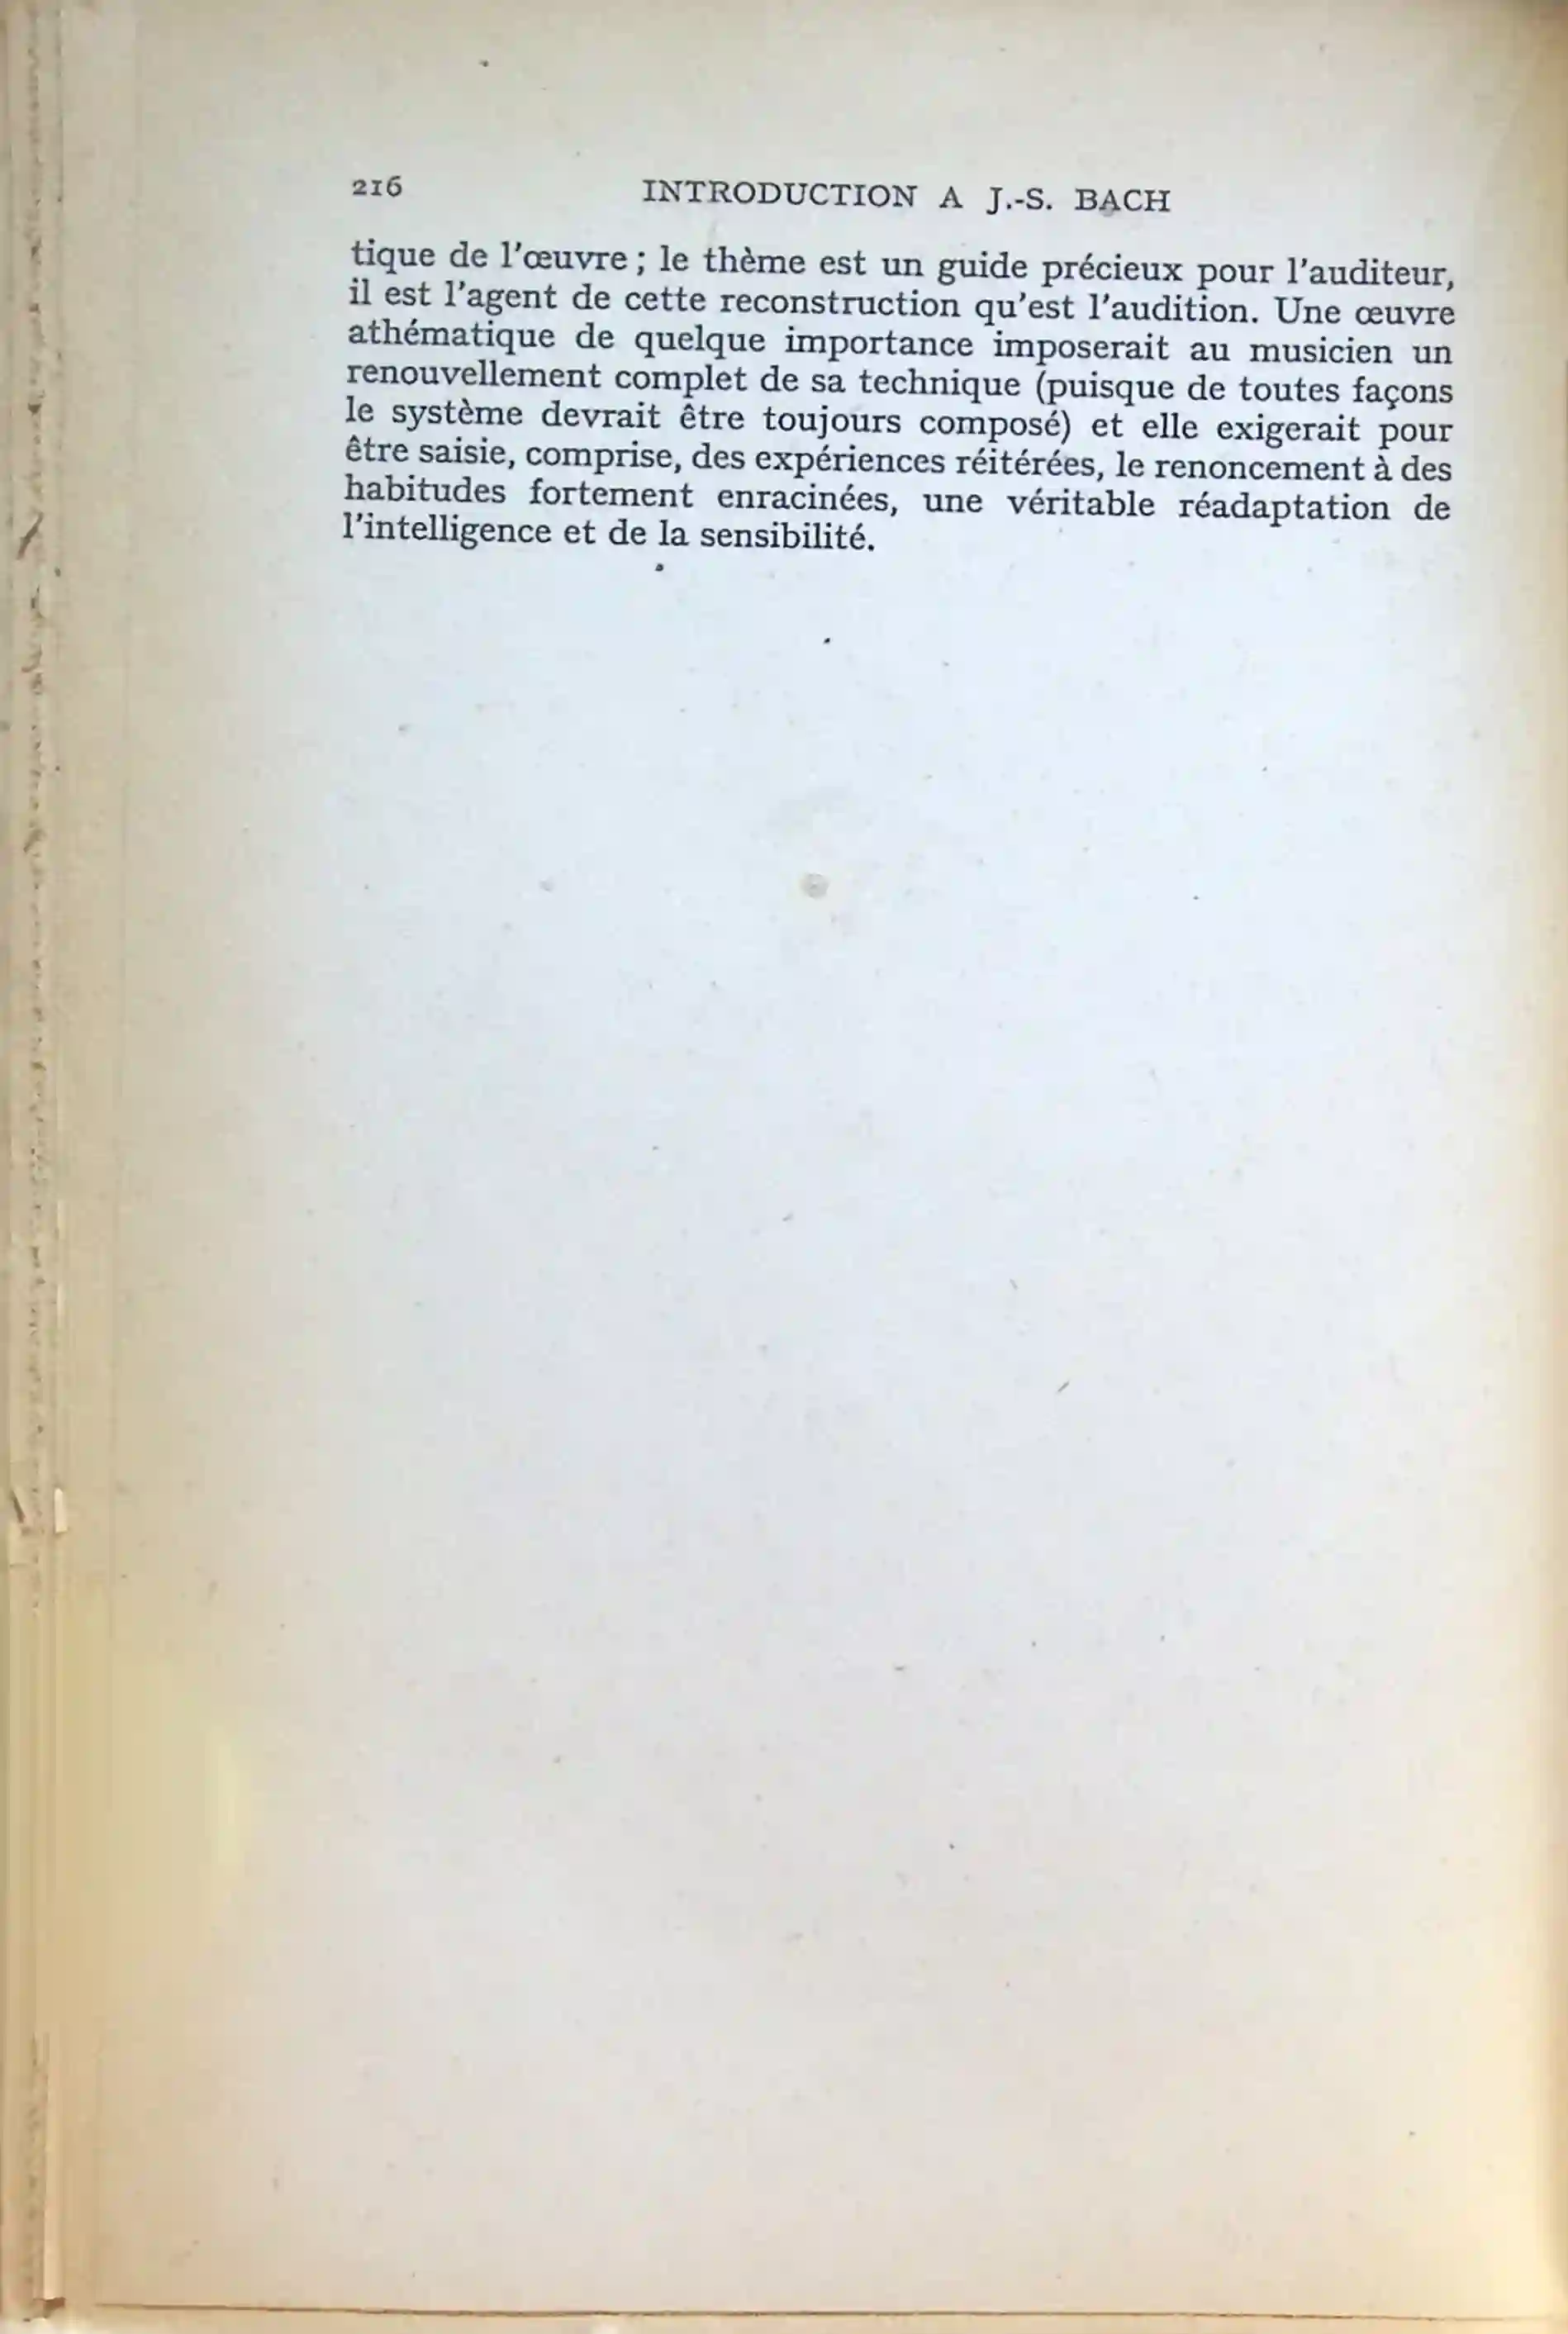 216
INTRODUCTION A J.-S. BACH
tique de l'œuvre ; le thème est un guide précieux pour l'auditeur,
il est l'agent de cette reconstruction qu'est l'audition. Une œuvre
athématique de quelque importance imposerait au musicien un
renouvellement complet de sa technique (puisque de toutes façons
le système devrait être toujours composé) et elle exigerait pour
être saisie, comprise, des expériences réitérées, le renoncement à des
habitudes fortement enracinées, une véritable réadaptation de
l'intelligence et de la sensibilité.